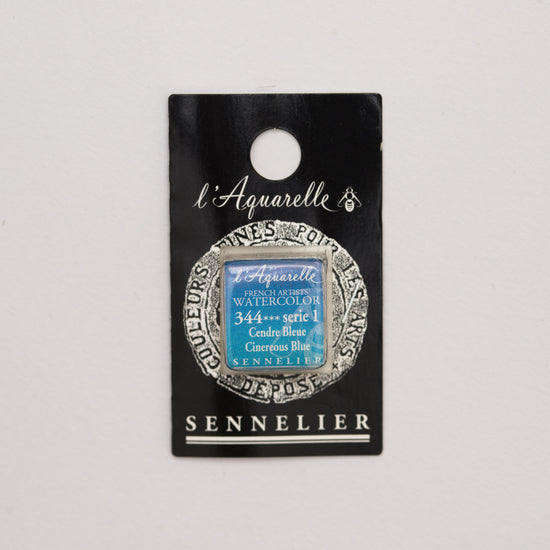 l'Aquarelle
COULEURS FINES POUR LES ARTS
l'Aquarelle
FRENCH ARTISTS'
WATERCOLOR
344*** serie 1
Cendre Bleue
Cinereous Blue
SENNELIER
DEPOSE
SENNELIER